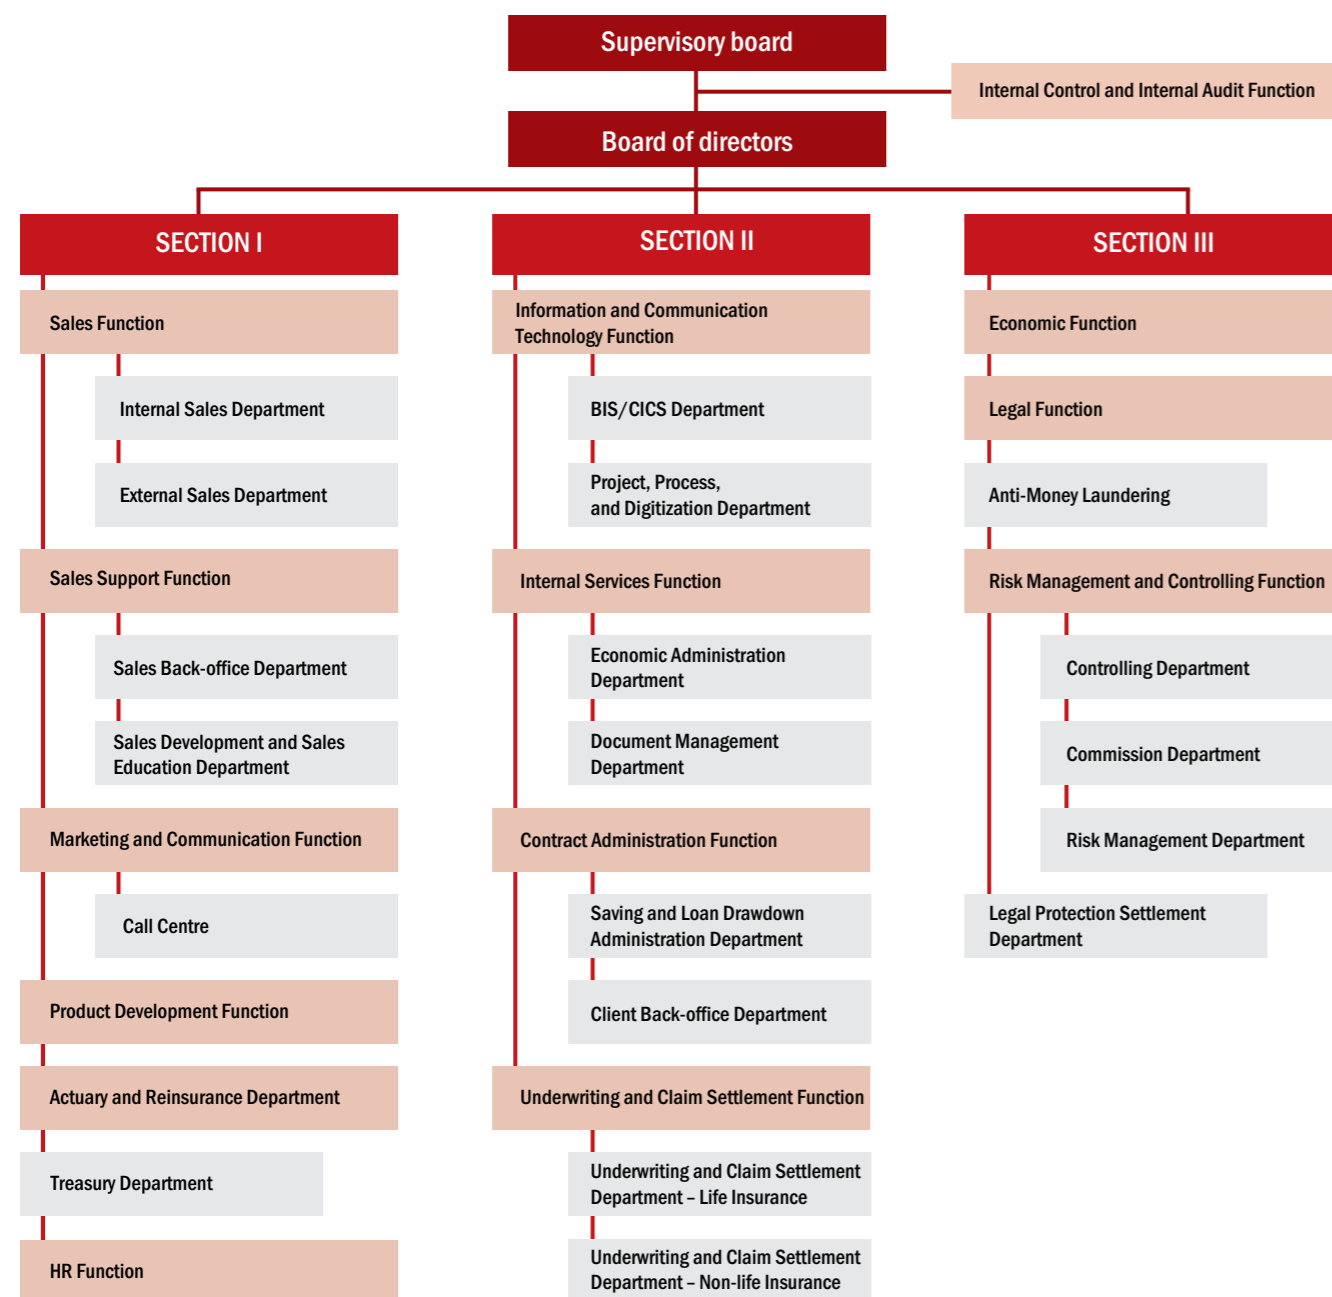 Supervisory board
Internal Control and Internal Audit Function
Board of directors
SECTION I
Sales Function
Internal Sales Department
External Sales Department
Sales Support Function
Sales Back-office Department
Sales Development and Sales
Education Department
Marketing and Communication Function
Call Centre
Product Development Function
Actuary and Reinsurance Department
Treasury Department
HR Function
SECTION II
Information and Communication
Technology Function
BIS/CICS Department
Project, Process,
and Digitization Department
Internal Services Function
Economic Administration
Department
Document Management
Department
Contract Administration Function
Saving and Loan Drawdown
Administration Department
Client Back-office Department
Underwriting and Claim Settlement Function
Underwriting and Claim Settlement
Department – Life Insurance
Underwriting and Claim Settlement
Department – Non-life Insurance
SECTION III
Economic Function
Legal Function
Anti-Money Laundering
Risk Management and Controlling Function
Controlling Department
Commission Department
Risk Management Department
Legal Protection Settlement
Department